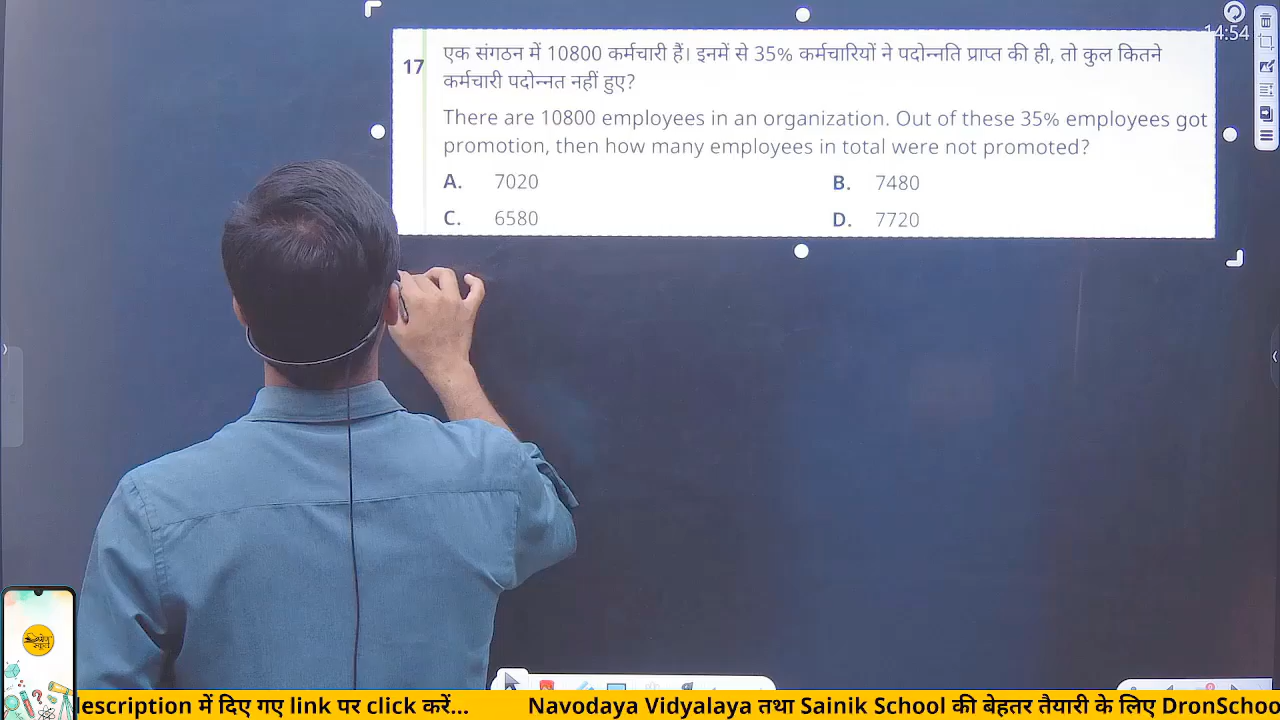 14:54
17
एक संगठन में 10800 कर्मचारी हैं। इनमें से 35% कर्मचारियों ने पदोन्नति प्राप्त की ही, तो कुल कितने
कर्मचारी पदोन्नत नहीं हुए?
There are 10800 employees in an organization. Out of these 35% employees got
promotion, then how many employees in total were not promoted?
A. 7020
B. 7480
C. 6580
D. 7720
description में दिए गए link पर click करें... Navodaya Vidyalaya तथा Sainik School की बेहतर तैयारी के लिए DronSchoo